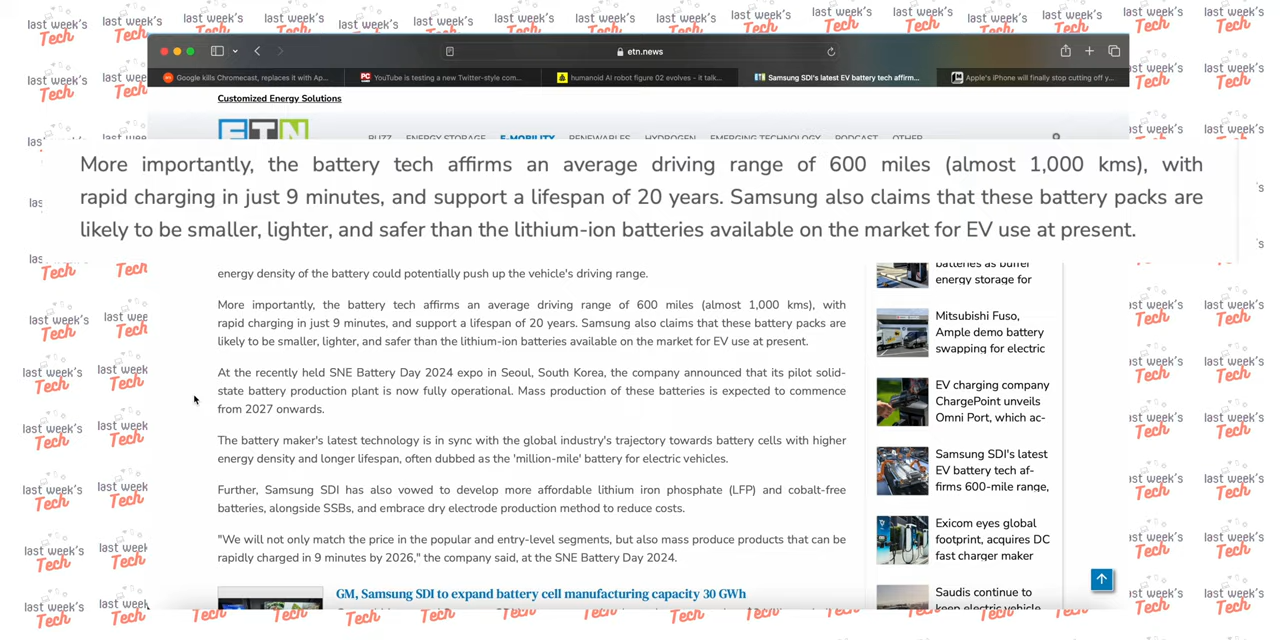 etn.news
Google kills Chromecast, replaces it with Ap...
YouTube is testing a new Twitter-style com...
humanoid AI robot figure 02 evolves - it talk...
Samsung SDI's latest EV battery tech affirm...
Apple's iPhone will finally stop cutting off y...
Customized Energy Solutions
ETN
BUZZ ENERGY STORAGE E-MOBILITY RENEWABLES HYDROGEN EMERGING TECHNOLOGY PODCAST OTHER
More importantly, the battery tech affirms an average driving range of 600 miles (almost 1,000 kms), with
rapid charging in just 9 minutes, and support a lifespan of 20 years. Samsung also claims that these battery packs are
likely to be smaller, lighter, and safer than the lithium-ion batteries available on the market for EV use at present.
energy density of the battery could potentially push up the vehicle's driving range.
More importantly, the battery tech affirms an average driving range of 600 miles (almost 1,000 kms), with
rapid charging in just 9 minutes, and support a lifespan of 20 years. Samsung also claims that these battery packs are
likely to be smaller, lighter, and safer than the lithium-ion batteries available on the market for EV use at present.
At the recently held SNE Battery Day 2024 expo in Seoul, South Korea, the company announced that its pilot solid-
state battery production plant is now fully operational. Mass production of these batteries is expected to commence
from 2027 onwards.
The battery maker's latest technology is in sync with the global industry's trajectory towards battery cells with higher
energy density and longer lifespan, often dubbed as the 'million-mile' battery for electric vehicles.
Further, Samsung SDI has also vowed to develop more affordable lithium iron phosphate (LFP) and cobalt-free
batteries, alongside SSBs, and embrace dry electrode production method to reduce costs.
"We will not only match the price in the popular and entry-level segments, but also mass produce products that can be
rapidly charged in 9 minutes by 2026," the company said, at the SNE Battery Day 2024.
GM, Samsung SDI to expand battery cell manufacturing capacity 30 GWh
batteries as buffer
energy storage for
Mitsubishi Fuso,
Ample demo battery
swapping for electric
EV charging company
ChargePoint unveils
Omni Port, which ac-
Samsung SDI's latest
EV battery tech af-
firms 600-mile range,
Exicom eyes global
footprint, acquires DC
fast charger maker
Saudis continue to
keep electric vehicle
last week's
Tech